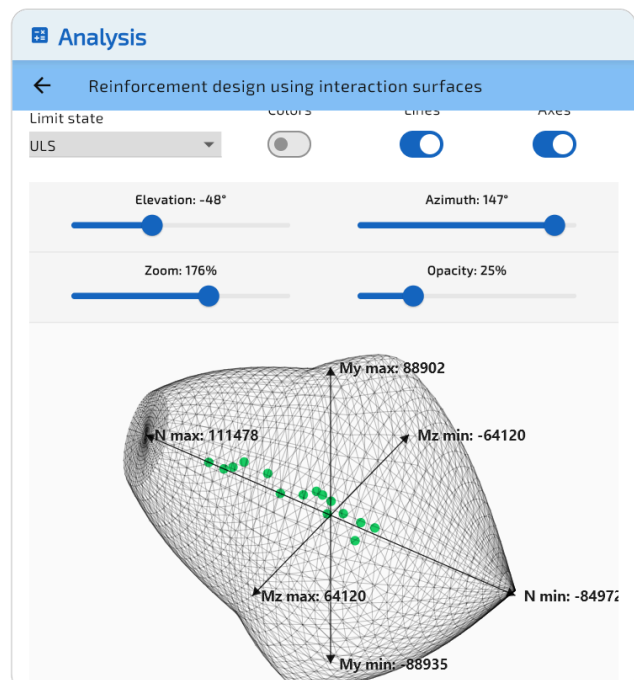 Analysis
Reinforcement design using interaction surfaces
Limit state
Colors
Lines
Axes
ULS
Elevation: -48°
Azimuth: 147°
Zoom: 176%
Opacity: 25%
My max: 88902
N max: 111478
Mz min: -64120
Mz max: 64120
N min: -84972
My min: -88935